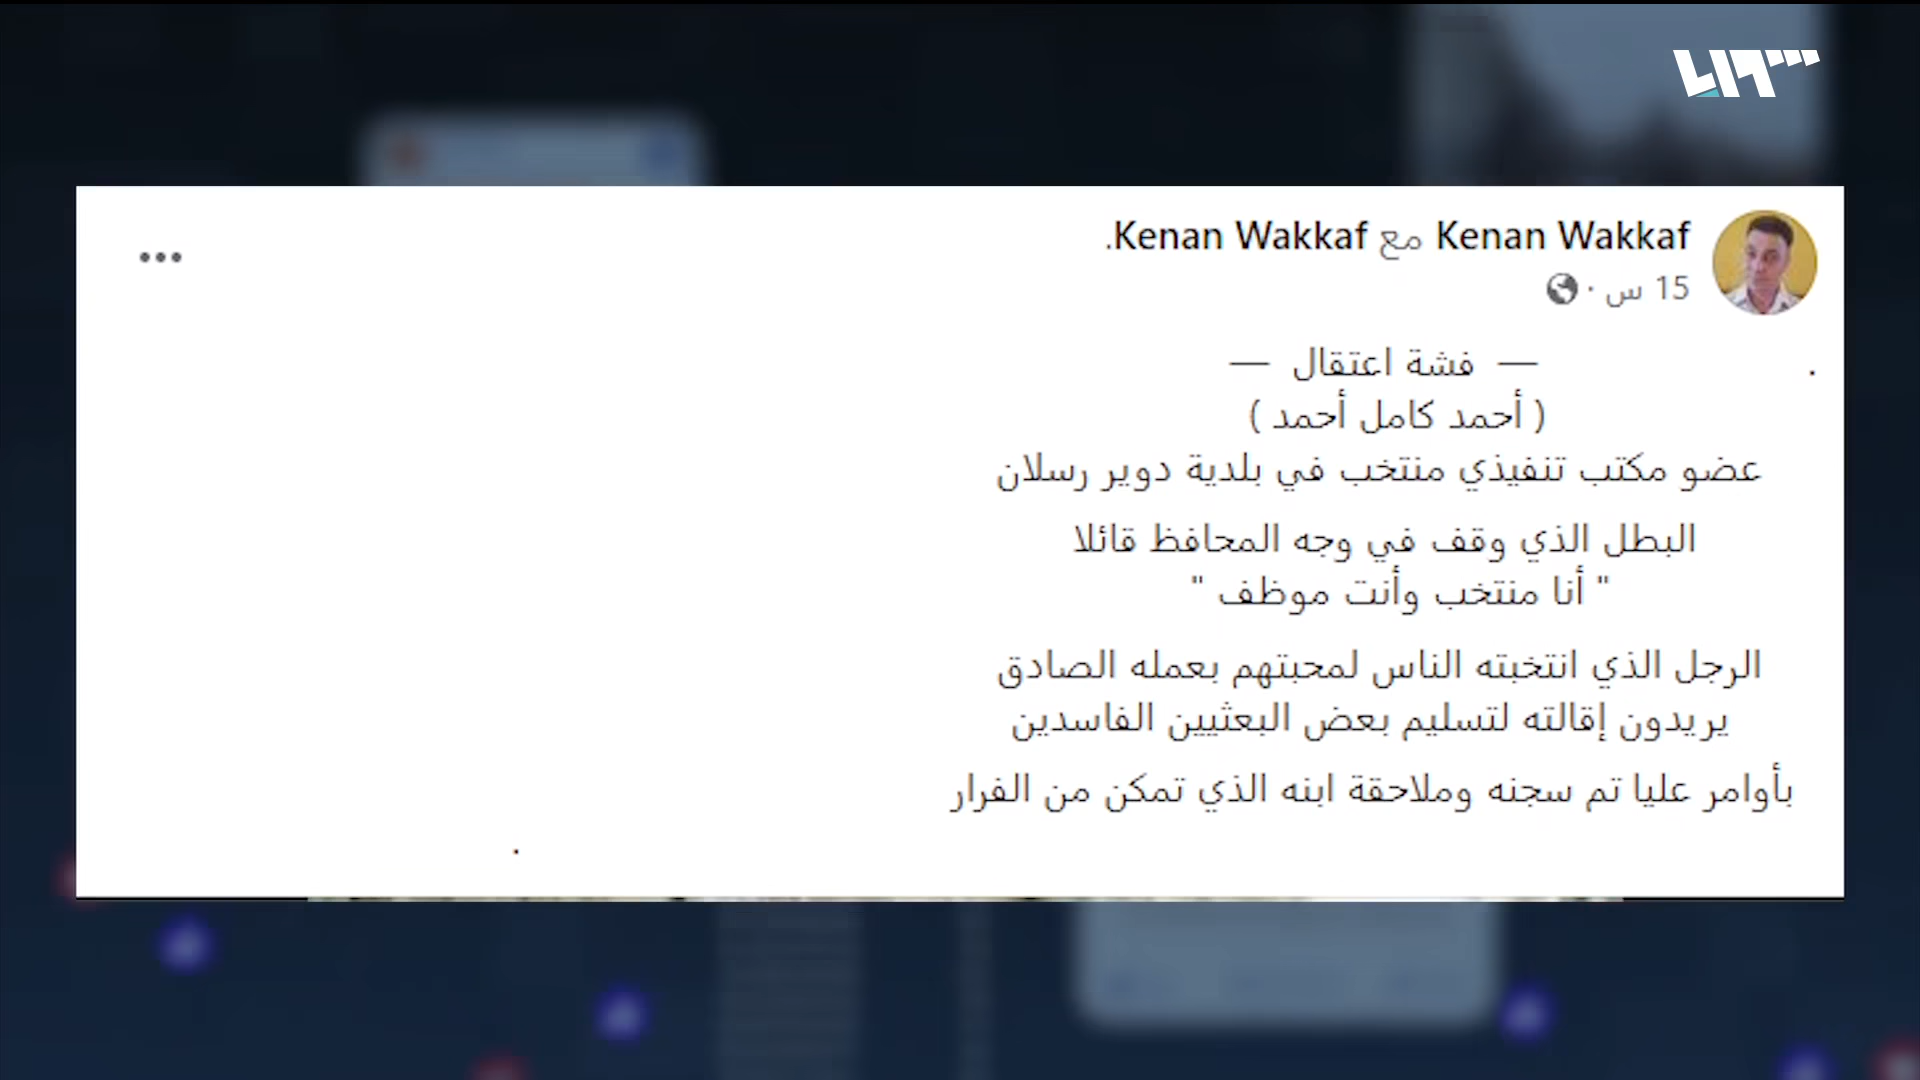 Kenan Wakkaf مع Kenan Wakkaf.
15 س ·
.
— فشة اعتقال —
( أحمد كامل أحمد )
عضو مكتب تنفيذي منتخب في بلدية دوير رسلان
البطل الذي وقف في وجه المحافظ قائلا
" أنا منتخب وأنت موظف "
الرجل الذي انتخبته الناس لمحبتهم بعمله الصادق
يريدون إقالته لتسليم بعض البعثيين الفاسدين
بأوامر عليا تم سجنه وملاحقة ابنه الذي تمكن من الفرار
.